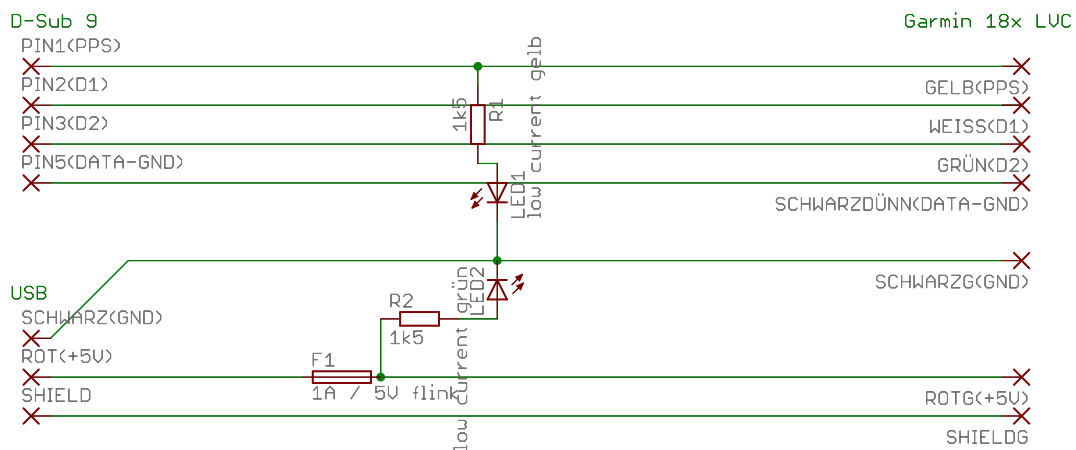 D-Sub 9
Garmin 18x LVC
PIN1(PPS)
GELB(PPS)
PIN2(D1)
WEISS(D1)
PIN3(D2)
GRÜN(D2)
PIN5(DATA-GND)
SCHWARZDÜNN(DATA-GND)
1k5
R1
low current gelb
LED1
SCHWARZG(GND)
USB
SCHWARZ(GND)
R2
1k5
low current grün
LED2
ROT(+5V)
F1
1A / 5V flink
ROTG(+5V)
SHIELD
SHIELDG